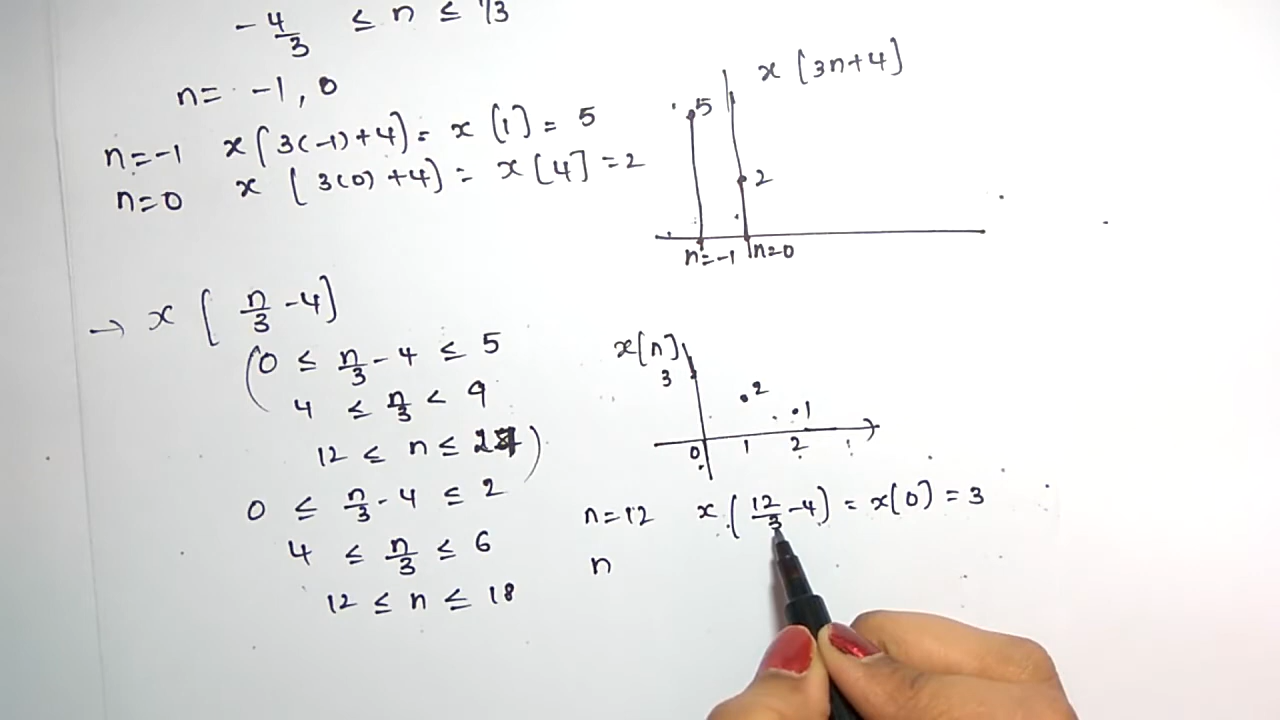 -4/3 ≤ n ≤ 1/3
n = -1, 0
n=-1 x[3(-1)+4] = x[1] = 5
n=0 x[3(0)+4] = x[4] = 2
x[3n+4]
5
2
n=-1 n=0
→ x[n/3 -4]
(0 ≤ n/3 - 4 ≤ 5
4 ≤ n/3 < 9
12 ≤ n ≤ 27)
0 ≤ n/3 - 4 ≤ 2
4 ≤ n/3 ≤ 6
12 ≤ n ≤ 18
x[n]
3
2
1
0 1 2
n=12 x[12/3 -4] = x[0] = 3
n